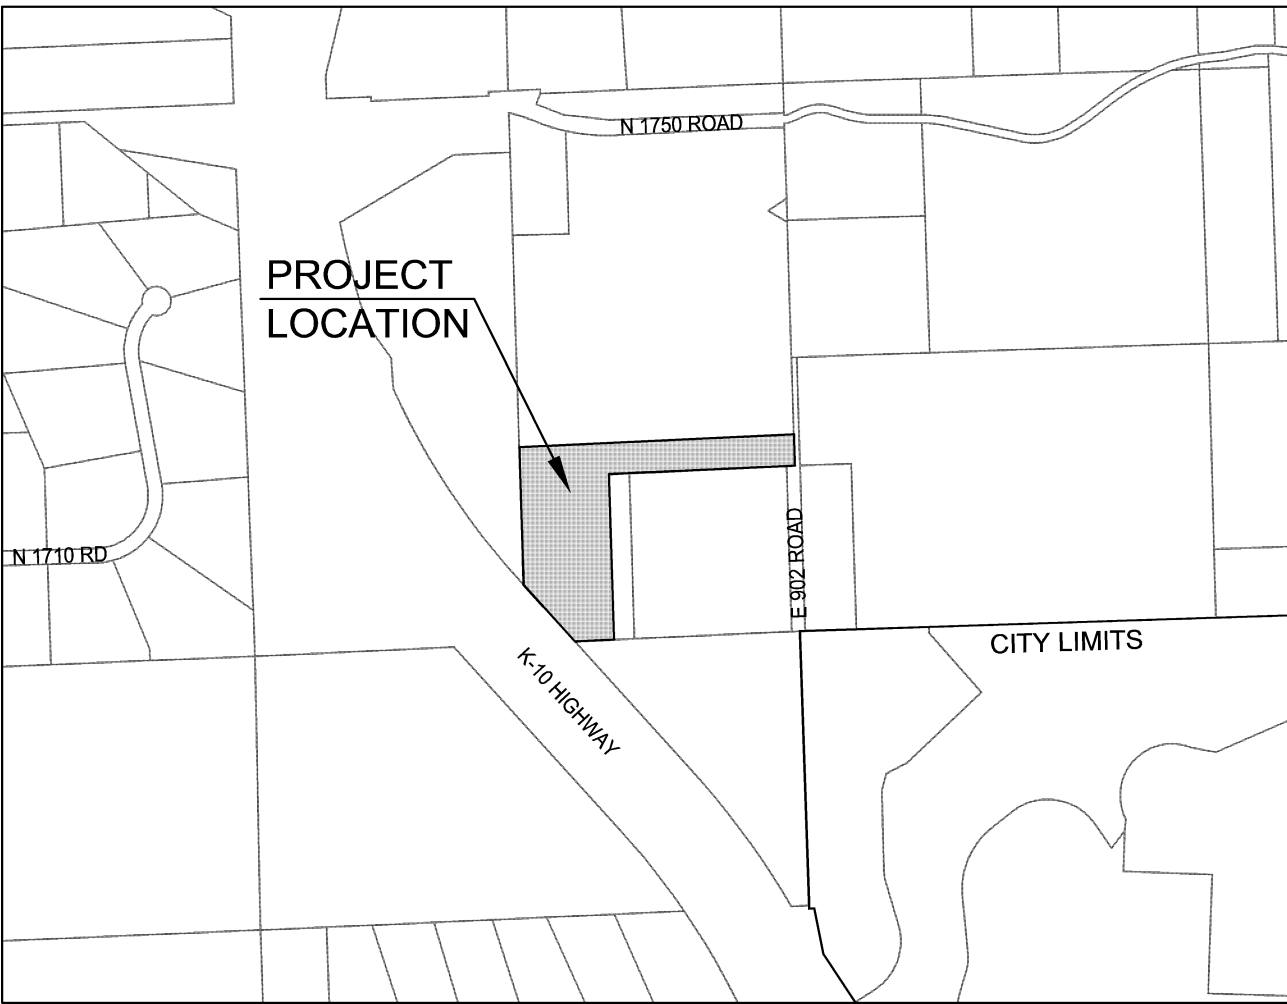 N 1750 ROAD
PROJECT
LOCATION
N 1710 RD
E 902 ROAD
CITY LIMITS
K-10 HIGHWAY